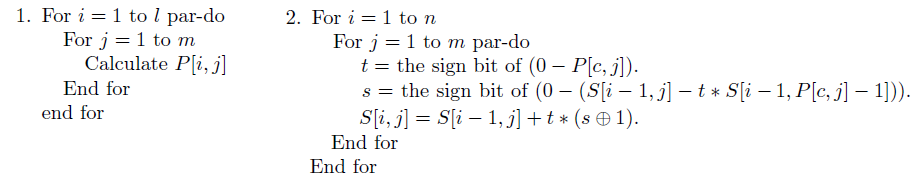 1. For i = 1 to l par-do
For j = 1 to m
Calculate P[i, j]
End for
end for
2. For i = 1 to n
For j = 1 to m par-do
t = the sign bit of (0 − P[c, j]).
s = the sign bit of (0 − (S[i − 1, j] − t ∗ S[i − 1, P[c, j] − 1])).
S[i, j] = S[i − 1, j] + t ∗ (s ⊕ 1).
End for
End for